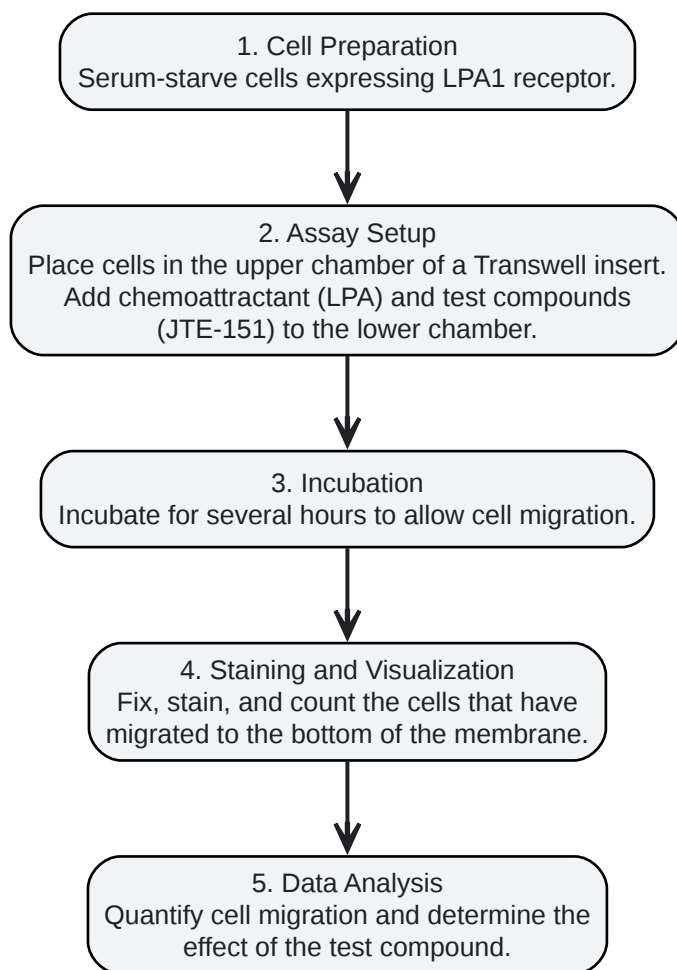 1. Cell Preparation
Serum-starve cells expressing LPA1 receptor.
2. Assay Setup
Place cells in the upper chamber of a Transwell insert.
Add chemoattractant (LPA) and test compounds
(JTE-151) to the lower chamber.
3. Incubation
Incubate for several hours to allow cell migration.
4. Staining and Visualization
Fix, stain, and count the cells that have
migrated to the bottom of the membrane.
5. Data Analysis
Quantify cell migration and determine the
effect of the test compound.